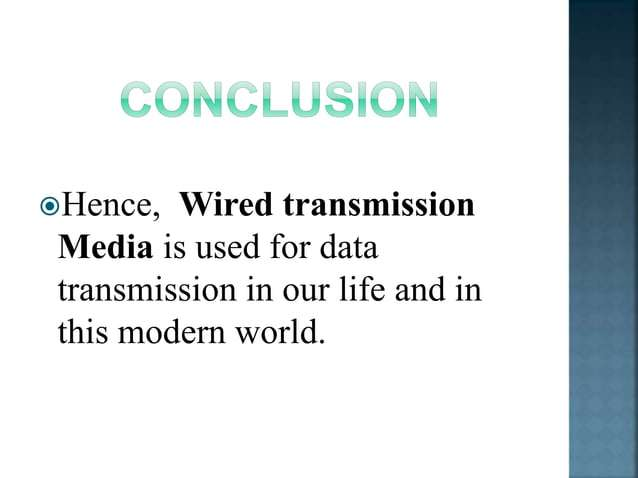 CONCLUSION
Hence, Wired transmission
Media is used for data
transmission in our life and in
this modern world.